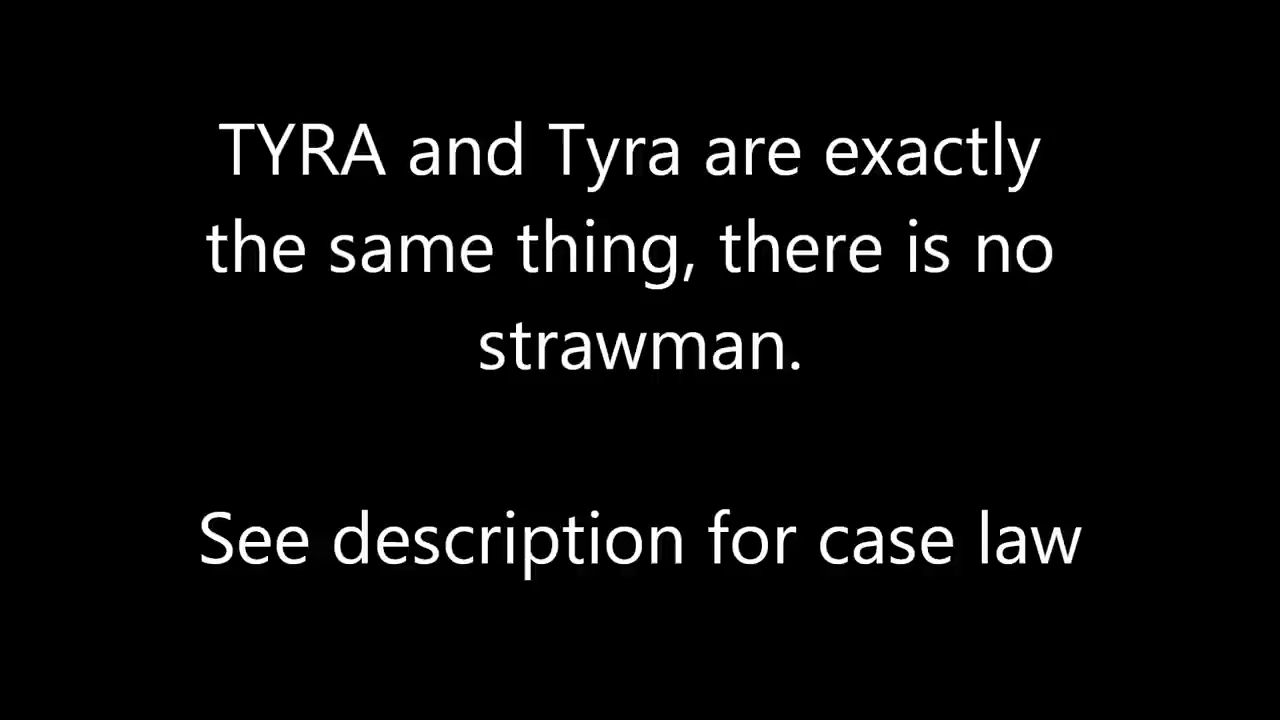 TYRA and Tyra are exactly
the same thing, there is no
strawman.
See description for case law